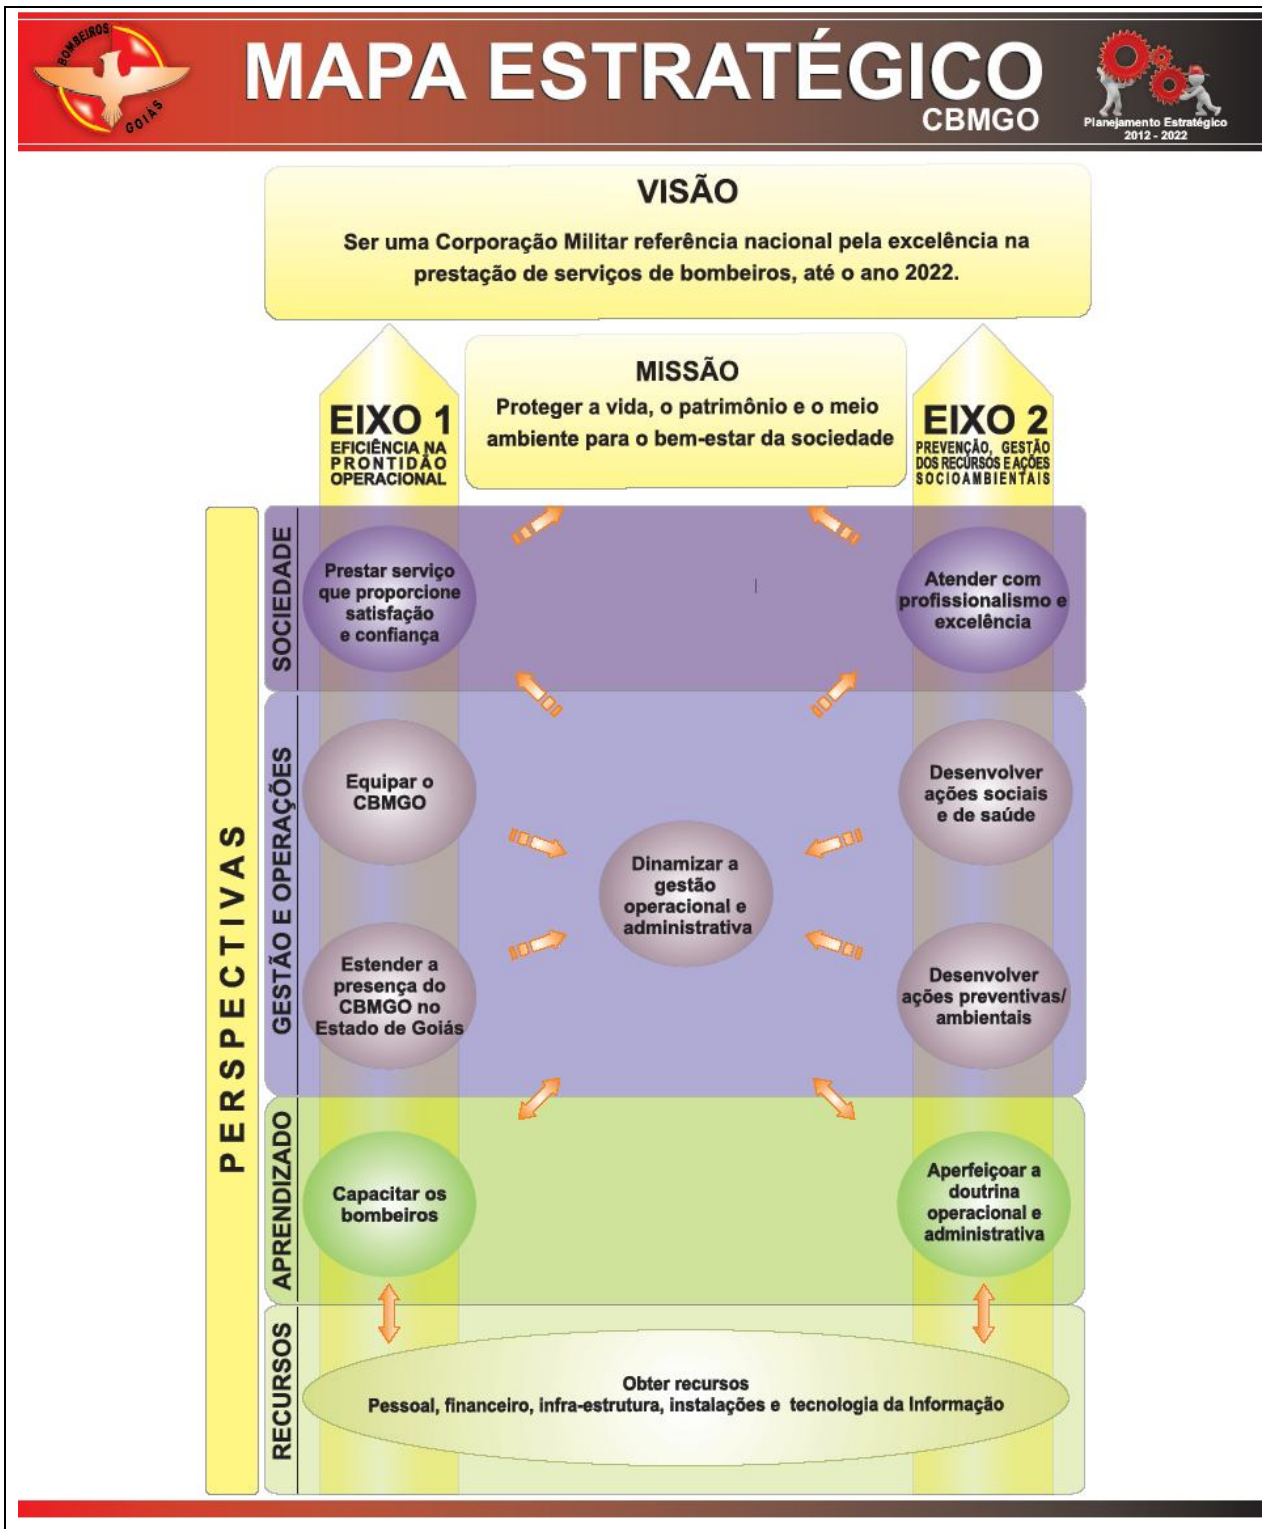 BOMBEIROS
GOIÁS
MAPA ESTRATÉGICO
CBMGO
Planejamento Estratégico
2012 - 2022
VISÃO
Ser uma Corporação Militar referência nacional pela excelência na
prestação de serviços de bombeiros, até o ano 2022.
MISSÃO
Proteger a vida, o patrimônio e o meio
ambiente para o bem-estar da sociedade
EIXO 1
EFICIÊNCIA NA
PRONTIDÃO
OPERACIONAL
EIXO 2
PREVENÇÃO, GESTÃO
DOS RECURSOS E AÇÕES
SOCIOAMBIENTAIS
PERSPECTIVAS
SOCIEDADE
Prestar serviço
que proporcione
satisfação
e confiança
Atender com
profissionalismo e
excelência
GESTÃO E OPERAÇÕES
Equipar o
CBMGO
Desenvolver
ações sociais
e de saúde
Dinamizar a
gestão
operacional e
administrativa
Estender a
presença do
CBMGO no
Estado de Goiás
Desenvolver
ações preventivas/
ambientais
APRENDIZADO
Capacitar os
bombeiros
Aperfeiçoar a
doutrina
operacional e
administrativa
RECURSOS
Obter recursos
Pessoal, financeiro, infra-estrutura, instalações e tecnologia da Informação